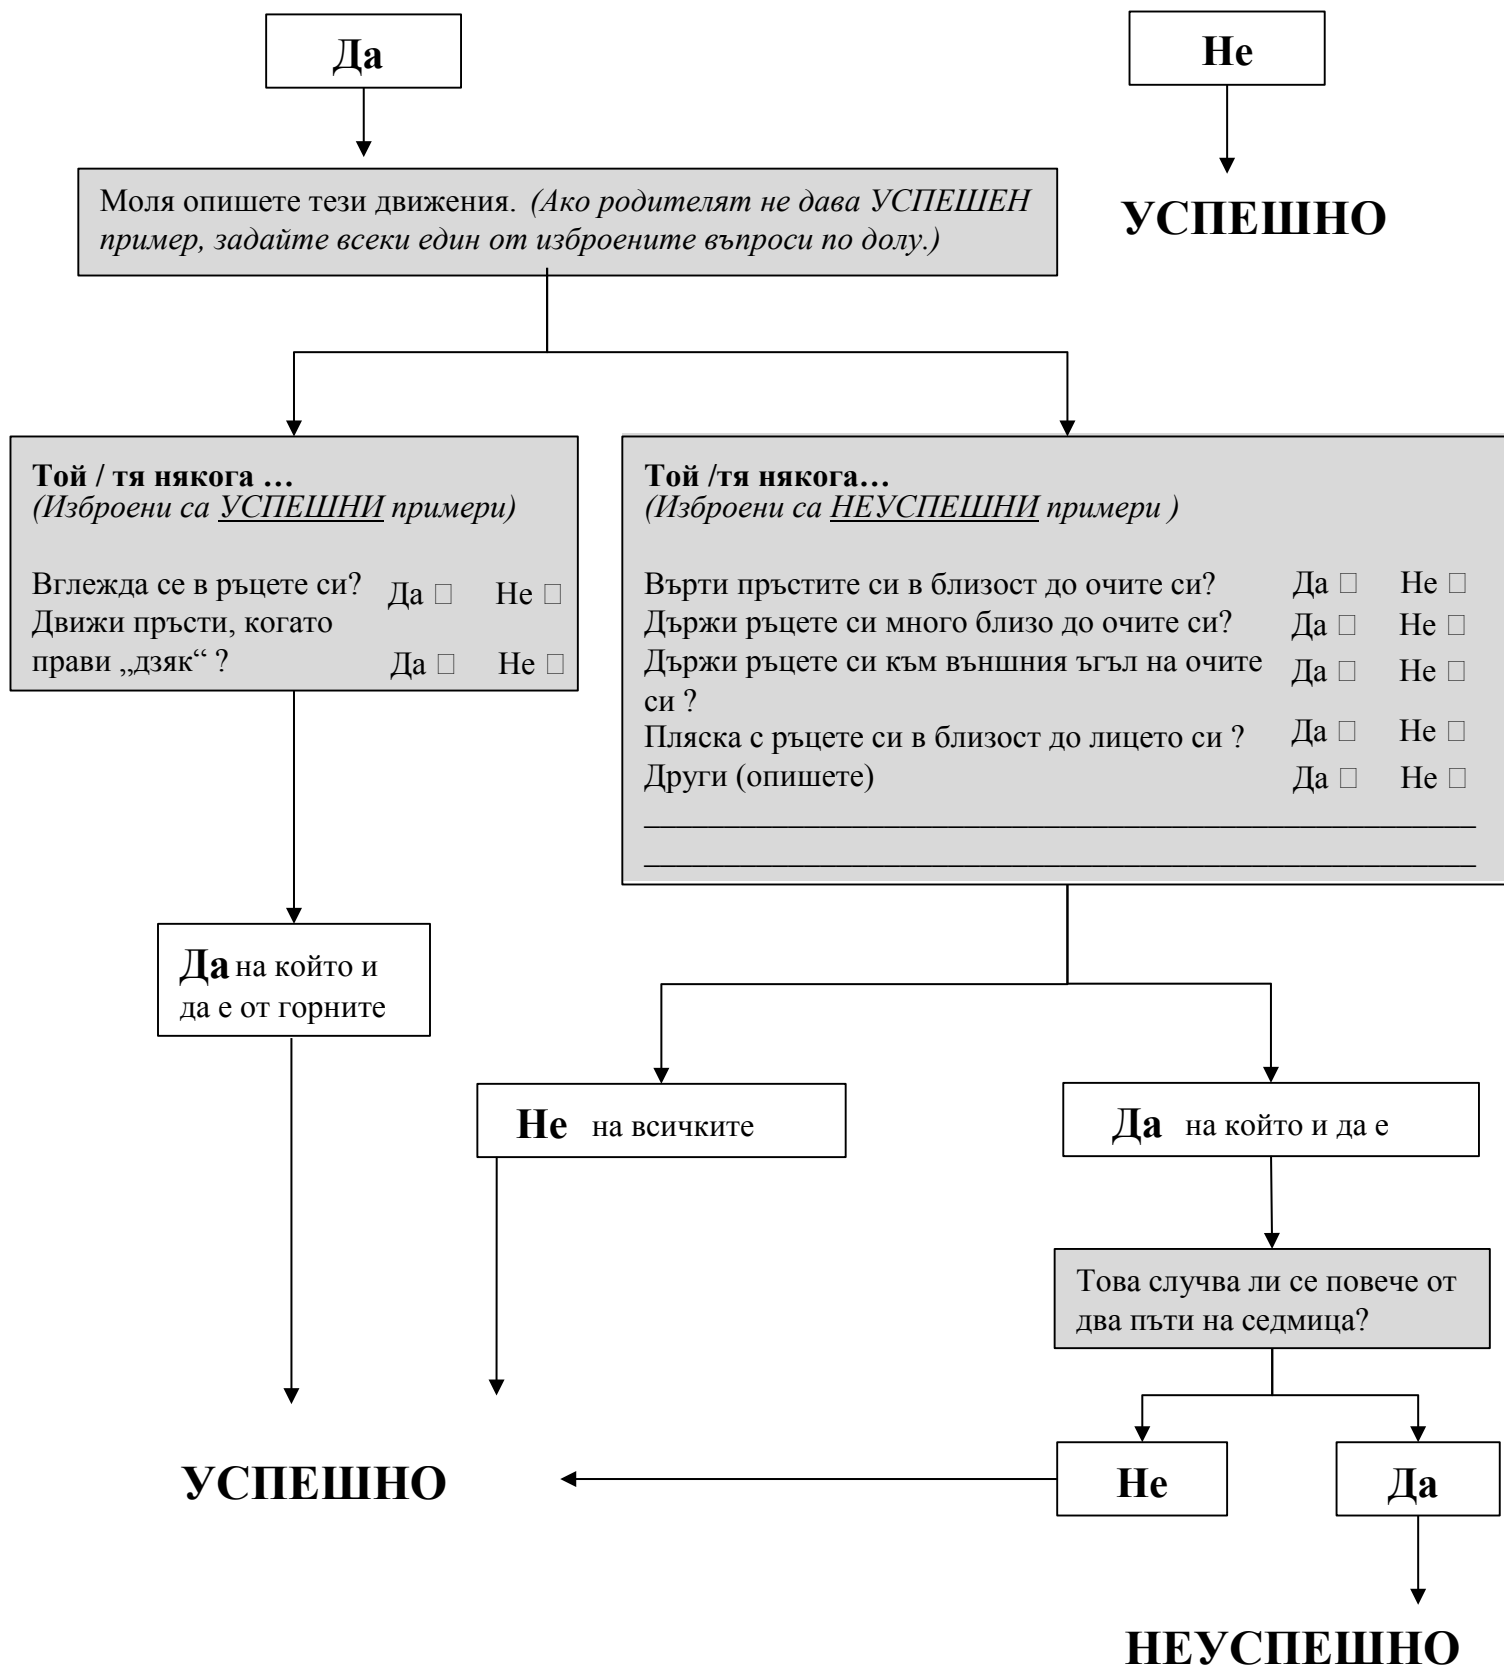 Да
Не
Моля опишете тези движения. (Ако родителят не дава УСПЕШЕН
пример, задайте всеки един от изброените въпроси по долу.)
УСПЕШНО
Той / тя някога …
(Изброени са УСПЕШНИ примери)
Вглежда се в ръцете си? Да □ Не □
Движи пръсти, когато
прави „дзяк“ ? Да □ Не □
Той /тя някога…
(Изброени са НЕУСПЕШНИ примери )
Върти пръстите си в близост до очите си? Да □ Не □
Държи ръцете си много близо до очите си? Да □ Не □
Държи ръцете си към външния ъгъл на очите Да □ Не □
си ?
Пляска с ръцете си в близост до лицето си ? Да □ Не □
Други (опишете) Да □ Не □
Да на който и
да е от горните
Не на всичките
Да на който и да е
Това случва ли се повече от
два пъти на седмица?
УСПЕШНО
Не
Да
НЕУСПЕШНО